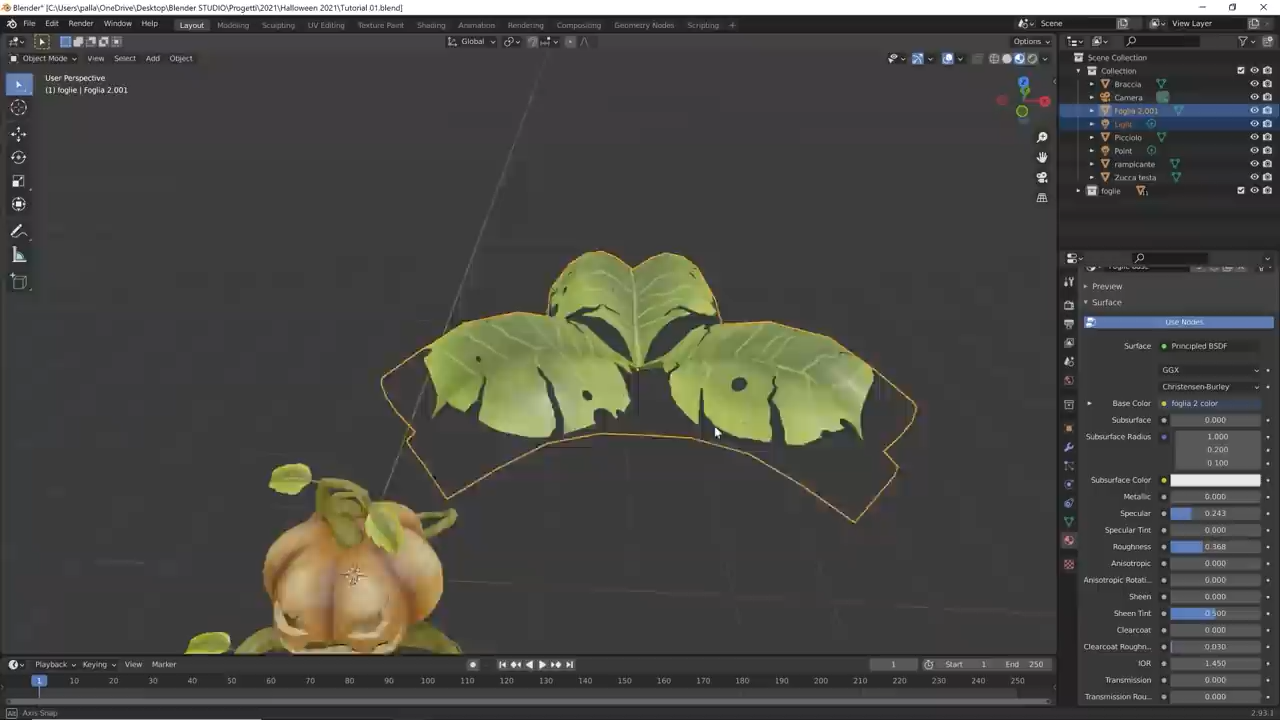 Blender* [C:\Users\palla\OneDrive\Desktop\Blender STUDIO\Progetti\2021\Halloween 2021\Tutorial 01.blend]
File Edit Render Window Help Layout Modeling Sculpting UV Editing Texture Paint Shading Animation Rendering Compositing Geometry Nodes Scripting + Scene View Layer
Global Options
Object Mode View Select Add Object
User Perspective
(1) foglie | Foglia 2.001
Scene Collection
Collection
Braccia
Camera
Foglia 2.001
Light
Picciolo
Point
rampicante
Zucca testa
foglie
Preview
Surface
Use Nodes
Surface Principled BSDF
GGX
Christensen-Burley
Base Color foglia 2 color
Subsurface 0.000
Subsurface Radius 1.000
0.200
0.100
Subsurface Color
Metallic 0.000
Specular 0.243
Specular Tint 0.000
Roughness 0.368
Anisotropic 0.000
Anisotropic Rotati... 0.000
Sheen 0.000
Sheen Tint 0.500
Clearcoat 0.000
Clearcoat Roughn... 0.030
IOR 1.450
Transmission 0.000
Transmission Rou... 0.000
Playback Keying View Marker 1 Start 1 End 250
1 10 20 30 40 50 60 70 80 90 100 110 120 130 140 150 160 170 180 190 200 210 220 230 240 250
Axis Snap 2.93.1